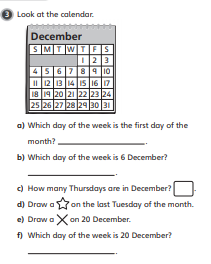 3 Look at the calendar.
December
S M T W T F S
1 2 3
4 5 6 7 8 9 10
11 12 13 14 15 16 17
18 19 20 21 22 23 24
25 26 27 28 29 30 31
a) Which day of the week is the first day of the
month?
b) Which day of the week is 6 December?
c) How many Thursdays are in December?
d) Draw a ☆ on the last Tuesday of the month.
e) Draw a ✕ on 20 December.
f) Which day of the week is 20 December?